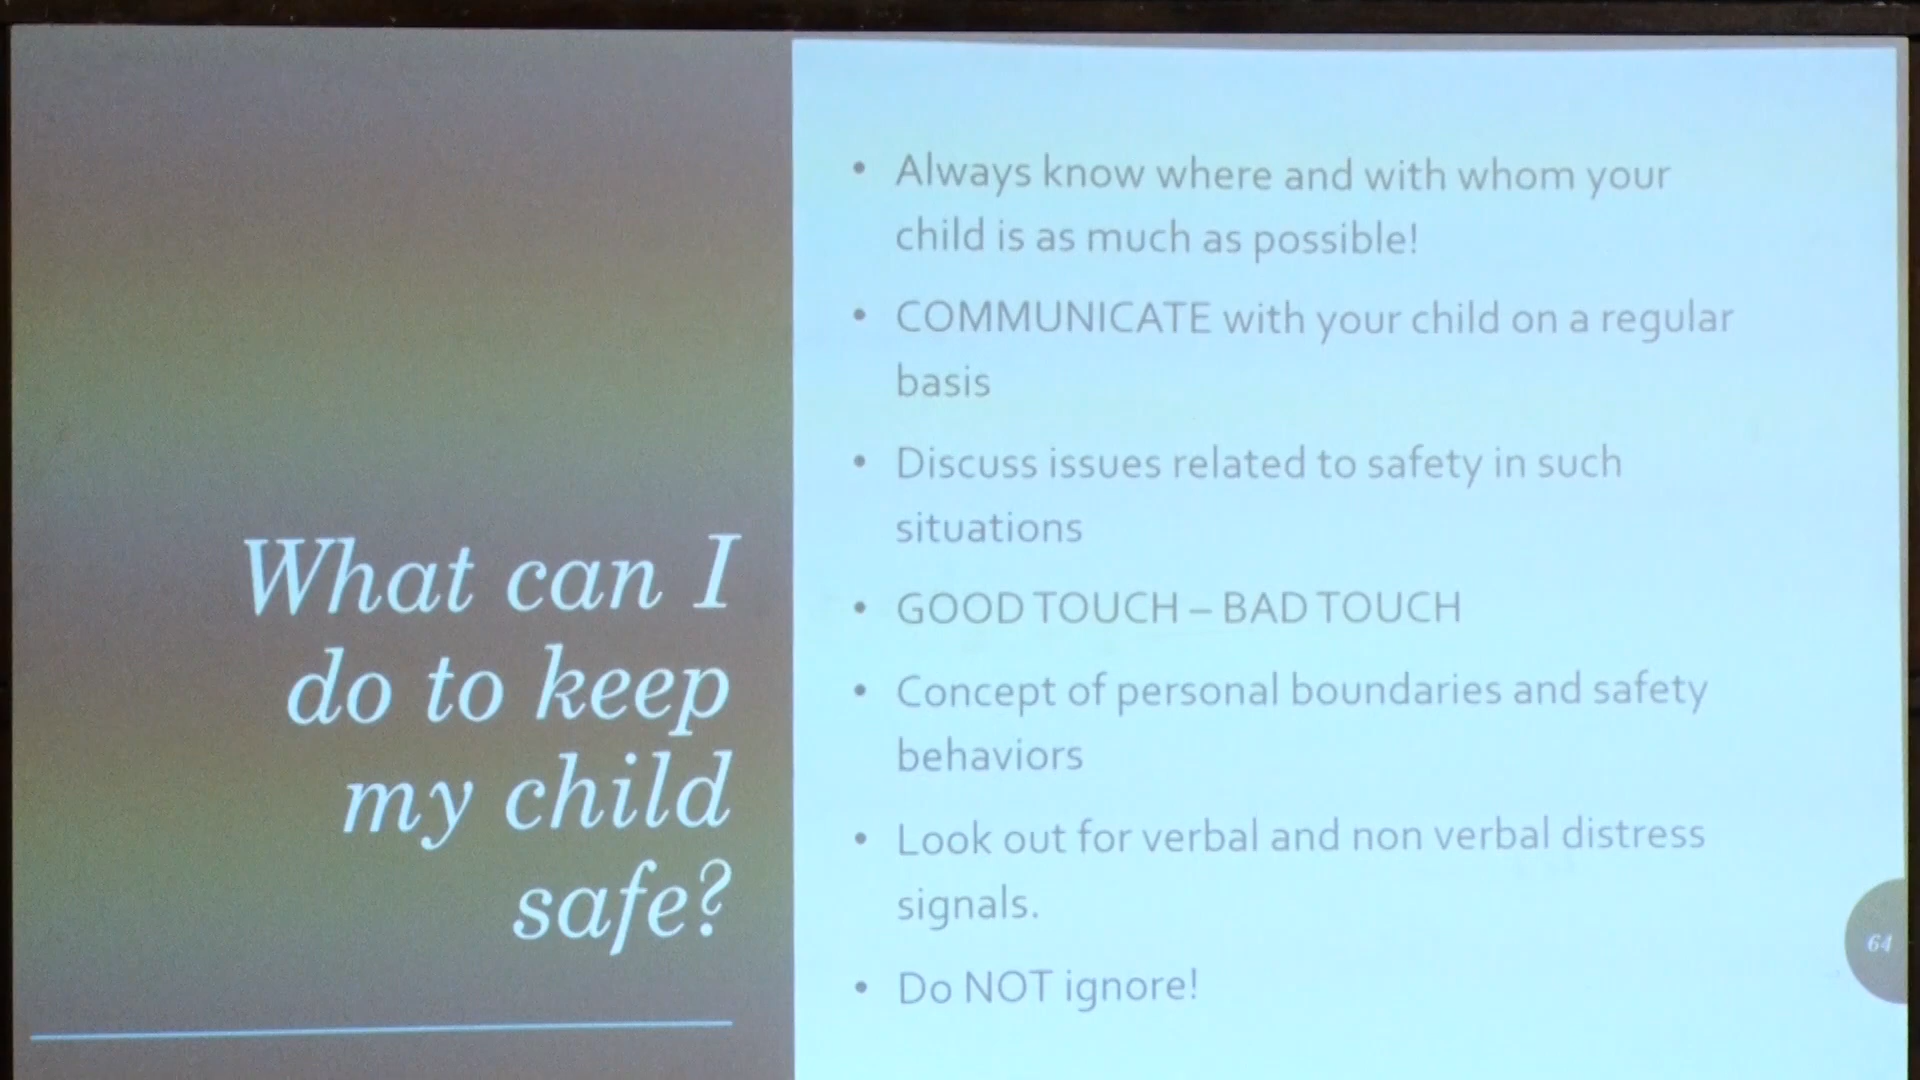 What can I
do to keep
my child
safe?
• Always know where and with whom your
child is as much as possible!
• COMMUNICATE with your child on a regular
basis
• Discuss issues related to safety in such
situations
• GOOD TOUCH – BAD TOUCH
• Concept of personal boundaries and safety
behaviors
• Look out for verbal and non verbal distress
signals.
• Do NOT ignore!
64